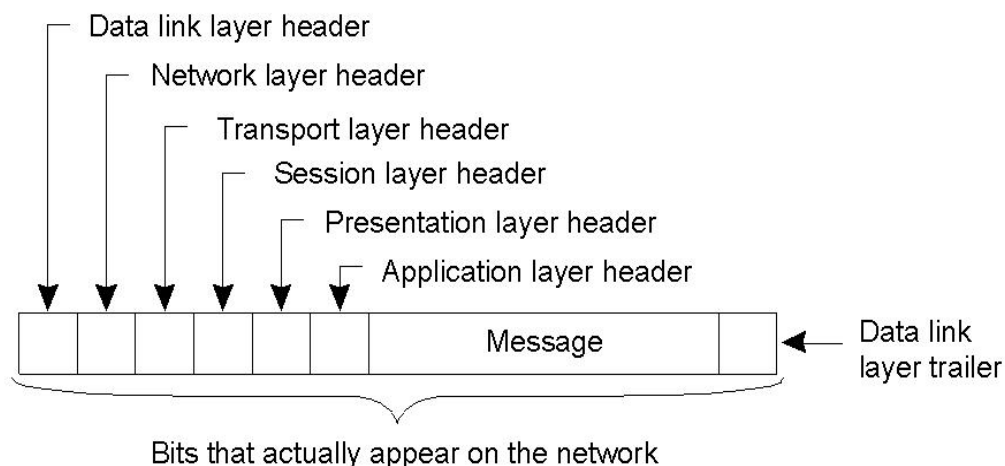 Data link layer header
Network layer header
Transport layer header
Session layer header
Presentation layer header
Application layer header
Message
Data link
layer trailer
Bits that actually appear on the network